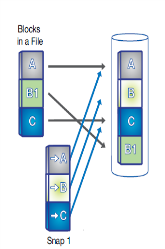 Blocks
in a File
A
B1
C
A
B
C
B1
→A
→B
→C
Snap 1